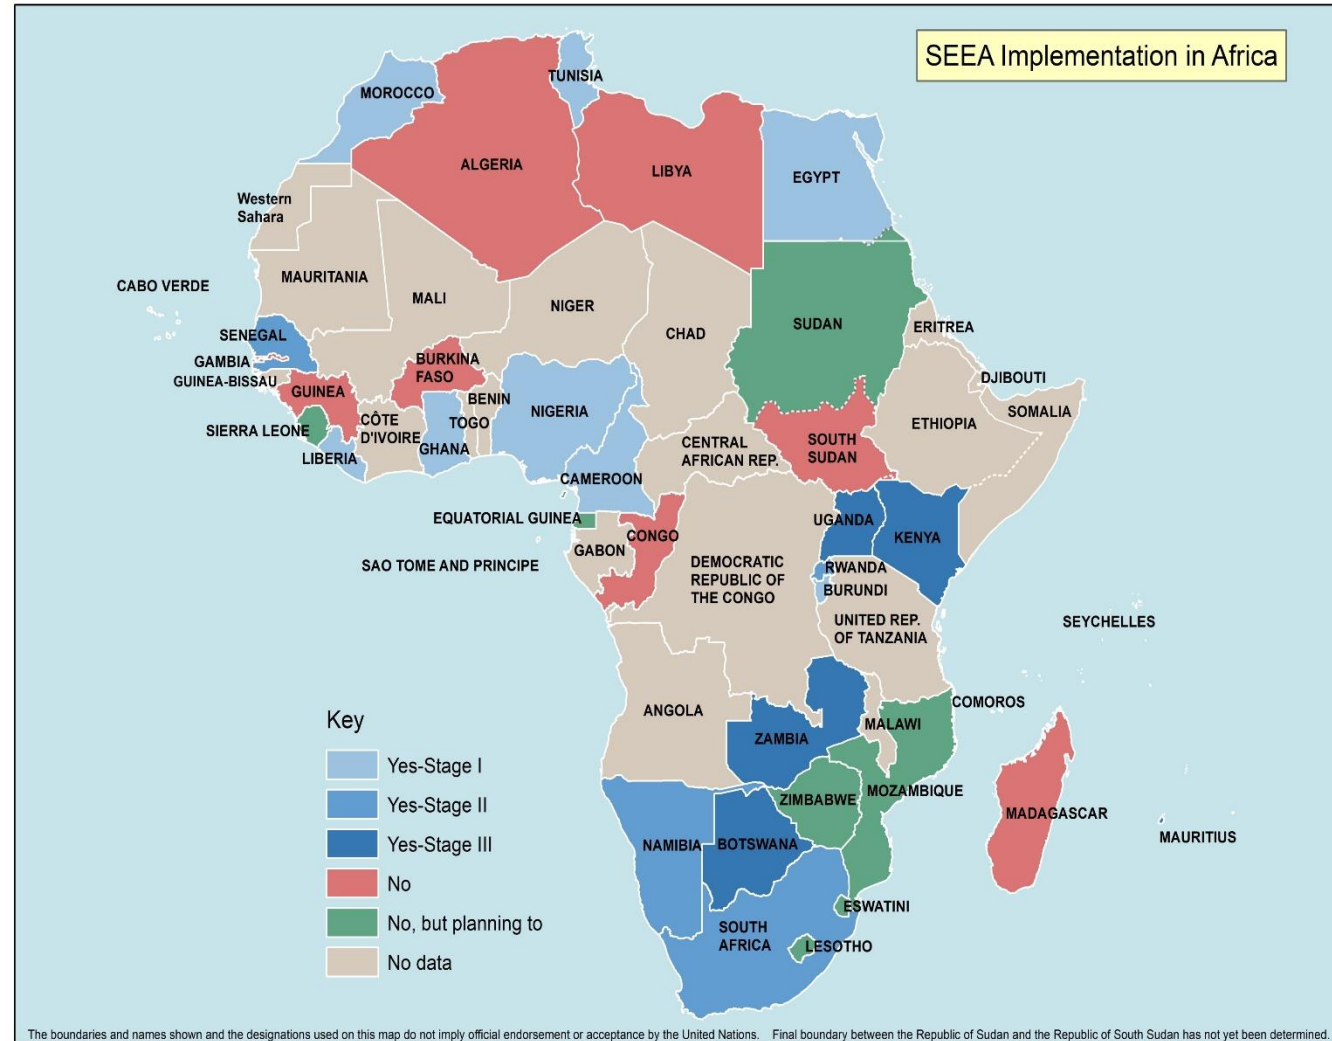 SEEA Implementation in Africa
TUNISIA
MOROCCO
ALGERIA
LIBYA
EGYPT
Western
Sahara
MAURITANIA
MALI
NIGER
CHAD
SUDAN
ERITREA
CABO VERDE
SENEGAL
GAMBIA
GUINEA-BISSAU
GUINEA
SIERRA LEONE
LIBERIA
CÔTE
D'IVOIRE
BURKINA
FASO
GHANA
TOGO
BENIN
NIGERIA
CAMEROON
CENTRAL
AFRICAN REP.
SOUTH
SUDAN
ETHIOPIA
DJIBOUTI
SOMALIA
EQUATORIAL GUINEA
SAO TOME AND PRINCIPE
GABON
CONGO
DEMOCRATIC
REPUBLIC OF
THE CONGO
UGANDA
KENYA
RWANDA
BURUNDI
UNITED REP.
OF TANZANIA
SEYCHELLES
COMOROS
ANGOLA
ZAMBIA
MALAWI
MOZAMBIQUE
ZIMBABWE
MADAGASCAR
MAURITIUS
NAMIBIA
BOTSWANA
ESWATINI
SOUTH
AFRICA
LESOTHO
Key
Yes-Stage I
Yes-Stage II
Yes-Stage III
No
No, but planning to
No data
The boundaries and names shown and the designations used on this map do not imply official endorsement or acceptance by the United Nations. Final boundary between the Republic of Sudan and the Republic of South Sudan has not yet been determined.